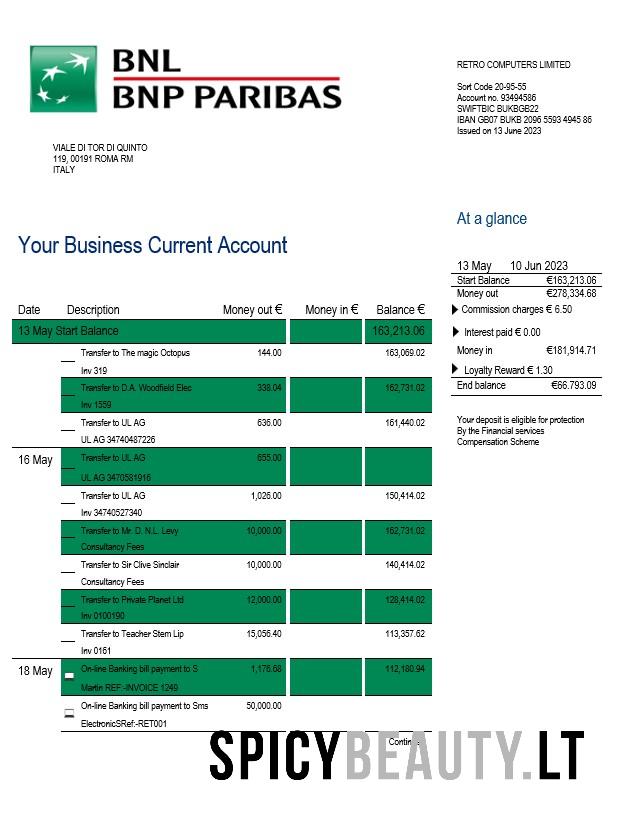 BNL
BNP PARIBAS
RETRO COMPUTERS LIMITED
Sort Code 20-95-55
Account no. 93494586
SWIFTBIC BUKBGB22
IBAN GB07 BUKB 2096 5593 4945 86
Issued on 13 June 2023
VIALE DI TOR DI QUINTO
119, 00191 ROMA RM
ITALY
At a glance
Your Business Current Account
13 May 10 Jun 2023
Start Balance €163,213.06
Money out €278,334.68
Commission charges € 6.50
Interest paid € 0.00
Money in €181,914.71
Loyalty Reward € 1.30
End balance €66.793.09
Your deposit is eligible for protection
By the Financial services
Compensation Scheme
Date Description Money out € Money in € Balance €
13 May Start Balance 163,213.06
Transfer to The magic Octopus 144.00 163,069.02
Inv 319
Transfer to D.A. Woodfield Elec 338.04 162,731.02
Inv 1559
Transfer to UL AG 636.00 161,440.02
UL AG 34740487226
16 May Transfer to UL AG 655.00
UL AG 3470581916
Transfer to UL AG 1,026.00 150,414.02
Inv 34740527340
Transfer to Mr. D. N.L. Levy 10,000.00 162,731.02
Consultancy Fees
Transfer to Sir Clive Sinclair 10,000.00 140,414.02
Consultancy Fees
Transfer to Private Planet Ltd 12,000.00 128,414.02
Inv 0100190
Transfer to Teacher Stem Lip 15,056.40 113,357.62
Inv 0161
18 May On-line Banking bill payment to S 1,176.68 112,180.94
Martin REF:-INVOICE 1249
On-line Banking bill payment to Sms 50,000.00
ElectronicSRef:-RET001
SPICYBEAUTY.LT